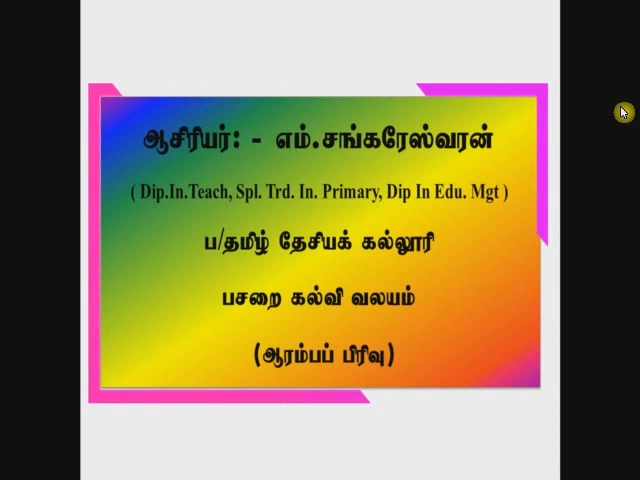 ஆசிரியர்: - எம்.சங்கரேஸ்வரன்
( Dip.In.Teach, Spl. Trd. In. Primary, Dip In Edu. Mgt )
ப/தமிழ் தேசியக் கல்லூரி
பசறை கல்வி வலயம்
(ஆரம்பப் பிரிவு)